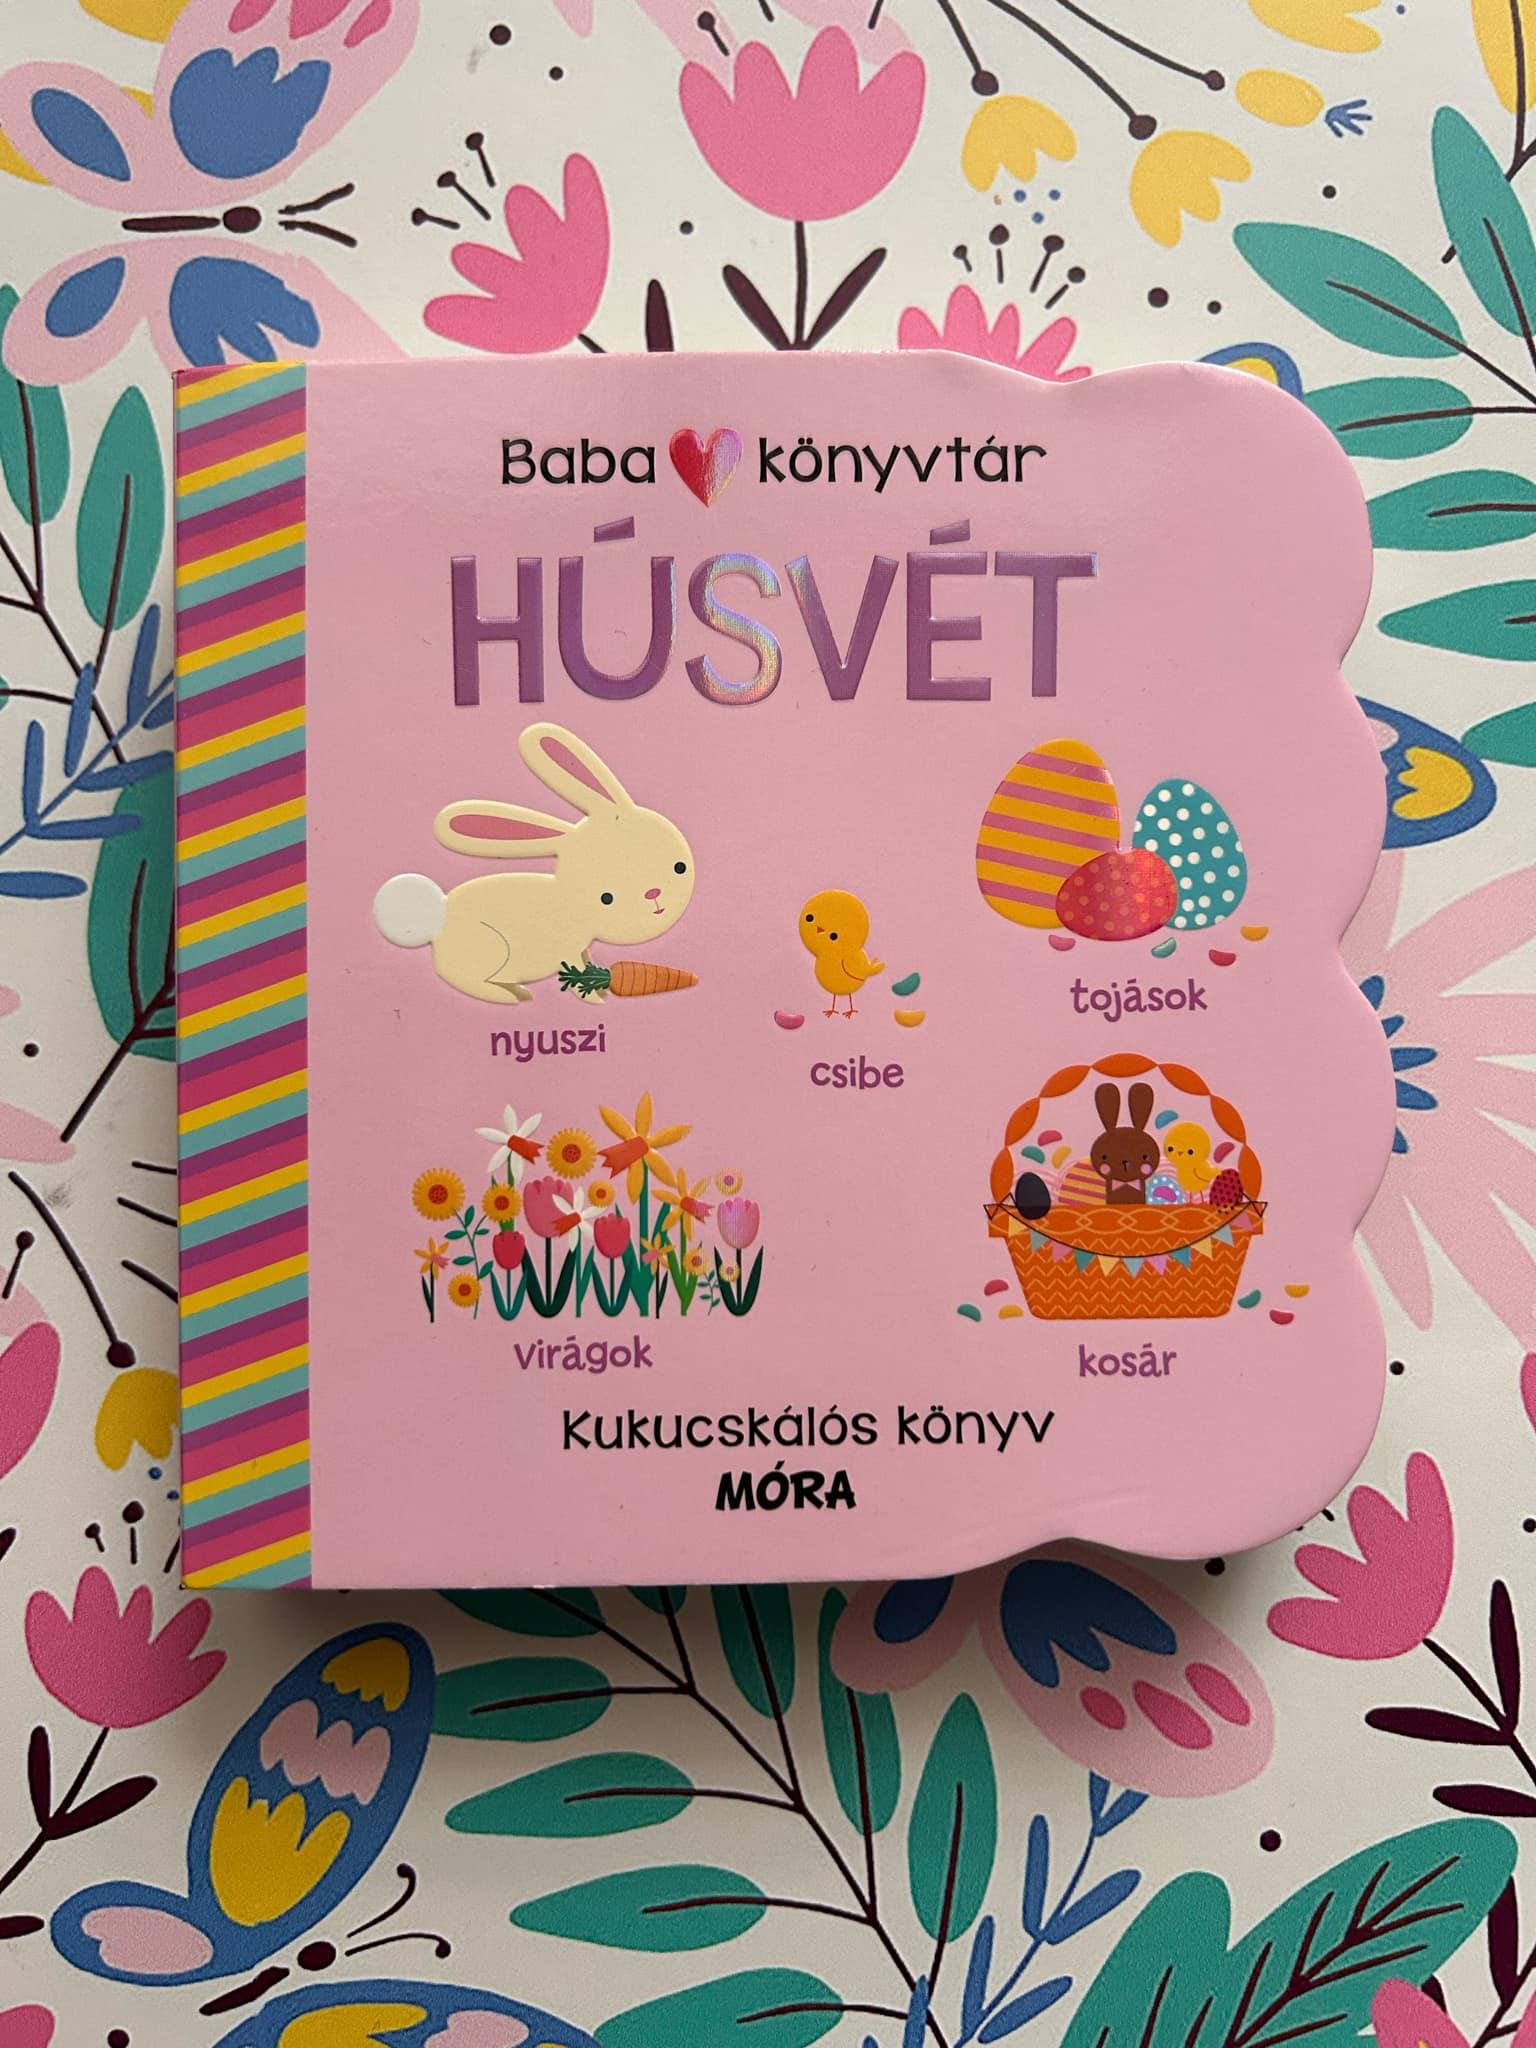 Baba könyvtár
HÚSVÉT
nyuszi
csibe
tojások
virágok
kosár
Kukucskálós könyv
MÓRA